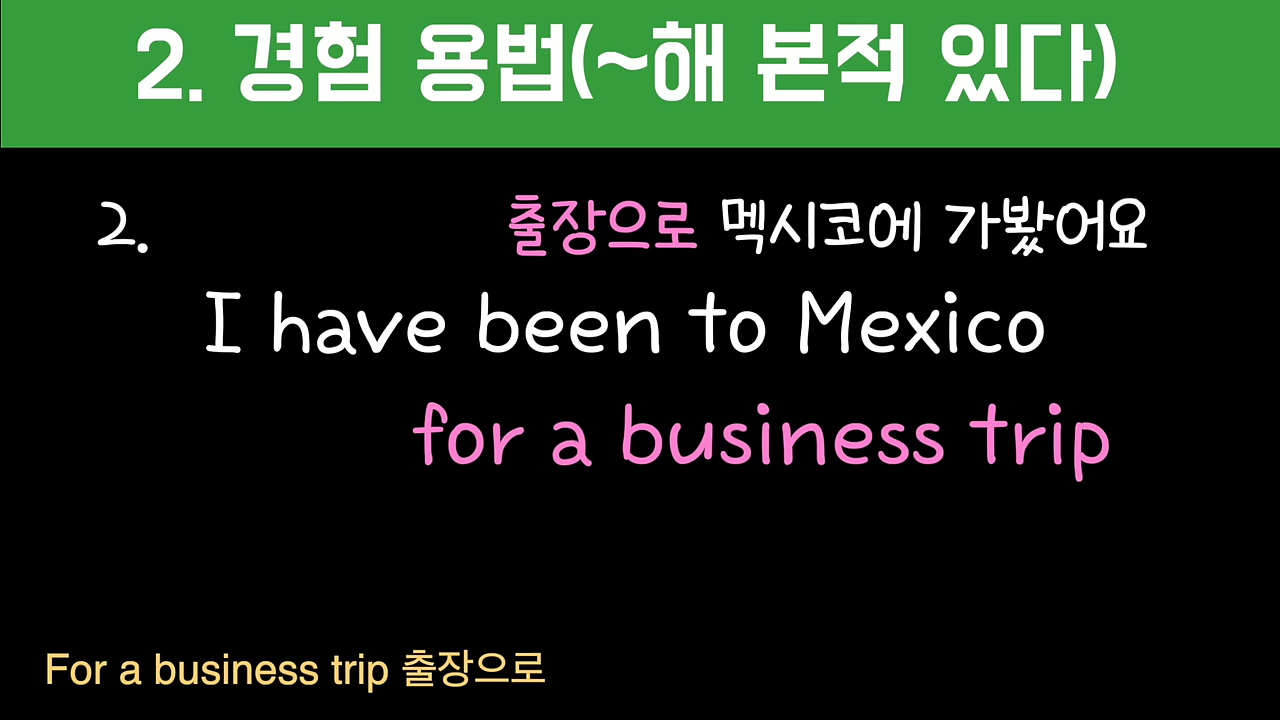 2. 경험 용법(~해 본적 있다)
2. 출장으로 멕시코에 가봤어요
I have been to Mexico
for a business trip
For a business trip 출장으로